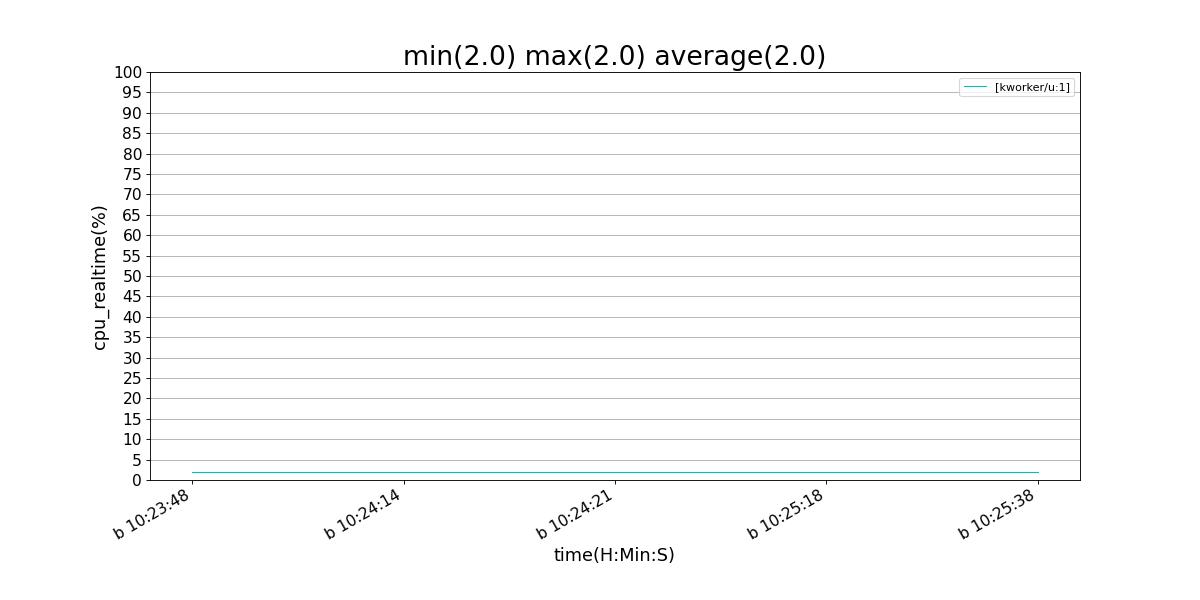 min(2.0) max(2.0) average(2.0)
[kworker/u:1]
cpu_realtime(%)
100
95
90
85
80
75
70
65
60
55
50
45
40
35
30
25
20
15
10
5
0
b 10:23:48
b 10:24:14
b 10:24:21
b 10:25:18
b 10:25:38
time(H:Min:S)